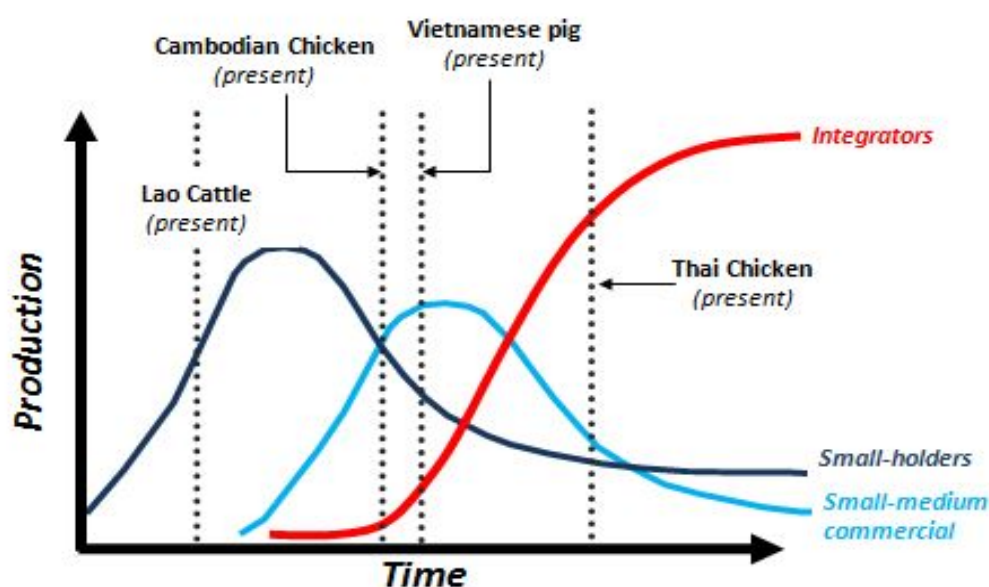 Vietnamese pig
(present)
Cambodian Chicken
(present)
Integrators
Lao Cattle
(present)
Thai Chicken
(present)
Production
Small-holders
Small-medium
commercial
Time